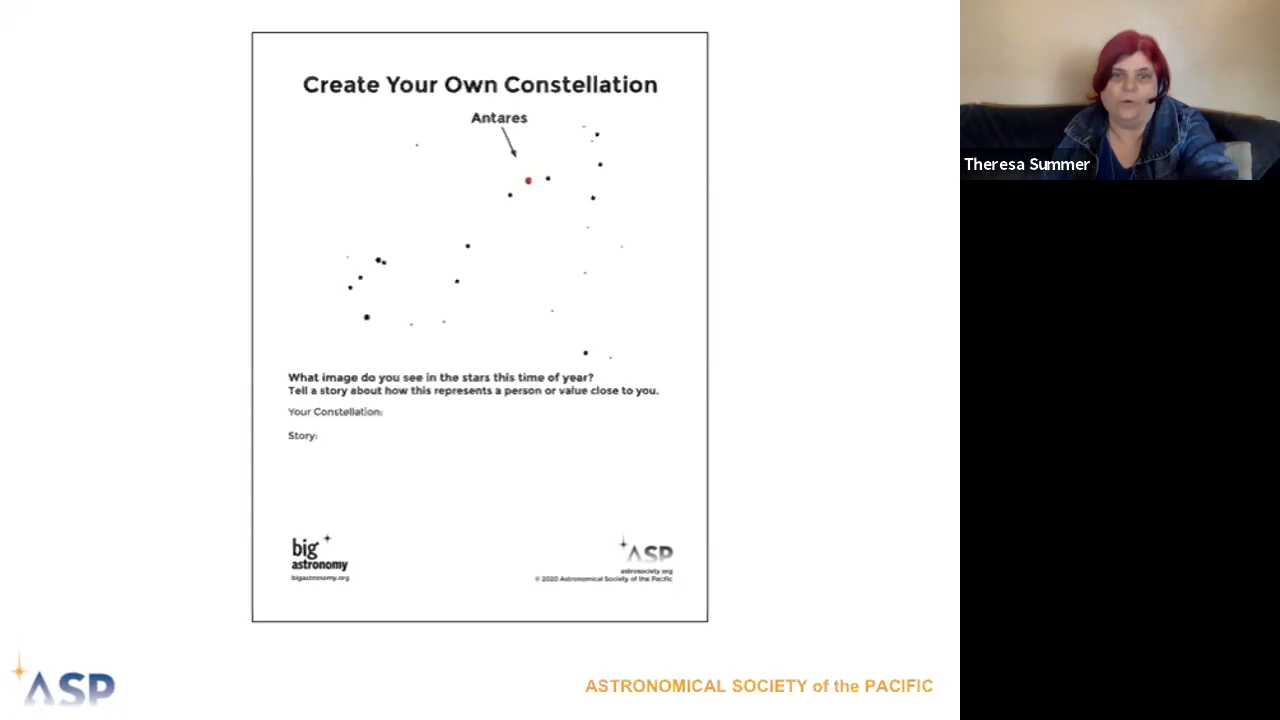 Create Your Own Constellation
Antares
What image do you see in the stars this time of year?
Tell a story about how this represents a person or value close to you.
Your Constellation:
Story:
big
astronomy
bigastronomy.org
ASP
astrosociety.org
© 2020 Astronomical Society of the Pacific
ASP
ASTRONOMICAL SOCIETY of the PACIFIC
Theresa Summer